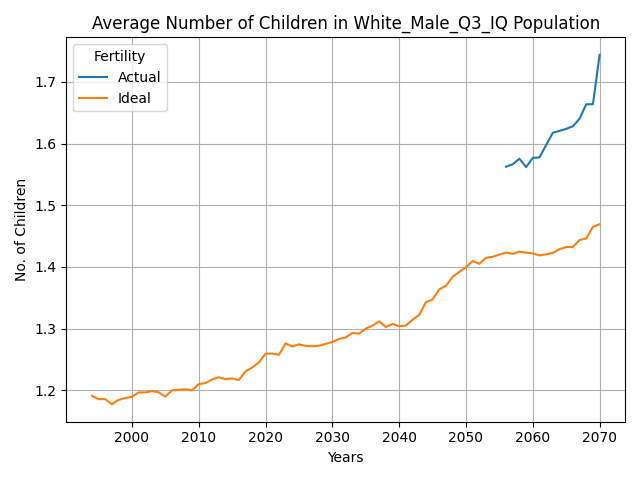 Average Number of Children in White_Male_Q3_IQ Population
Fertility
Actual
Ideal
No. of Children
1.7
1.6
1.5
1.4
1.3
1.2
2000 2010 2020 2030 2040 2050 2060 2070
Years